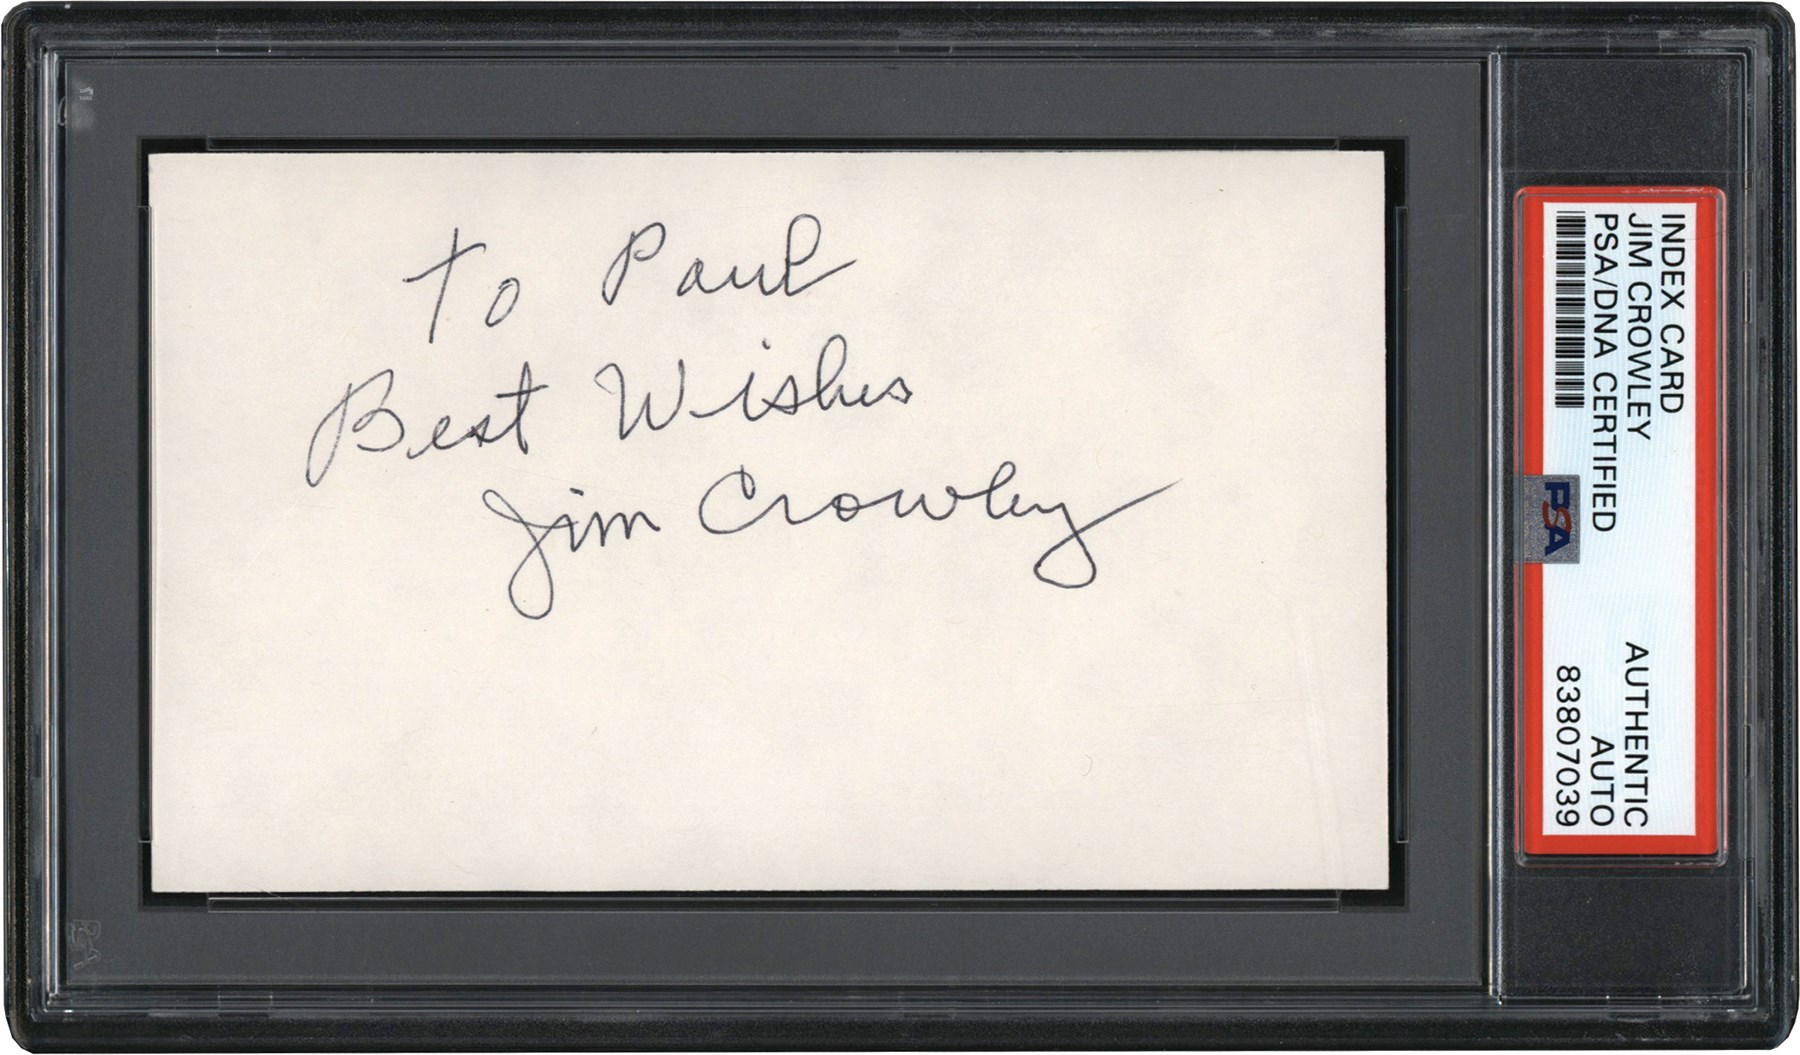 To Paul
Best Wishes
Jim Crowley
INDEX CARD
JIM CROWLEY
PSA/DNA CERTIFIED
AUTHENTIC
AUTO
83807039
PSA